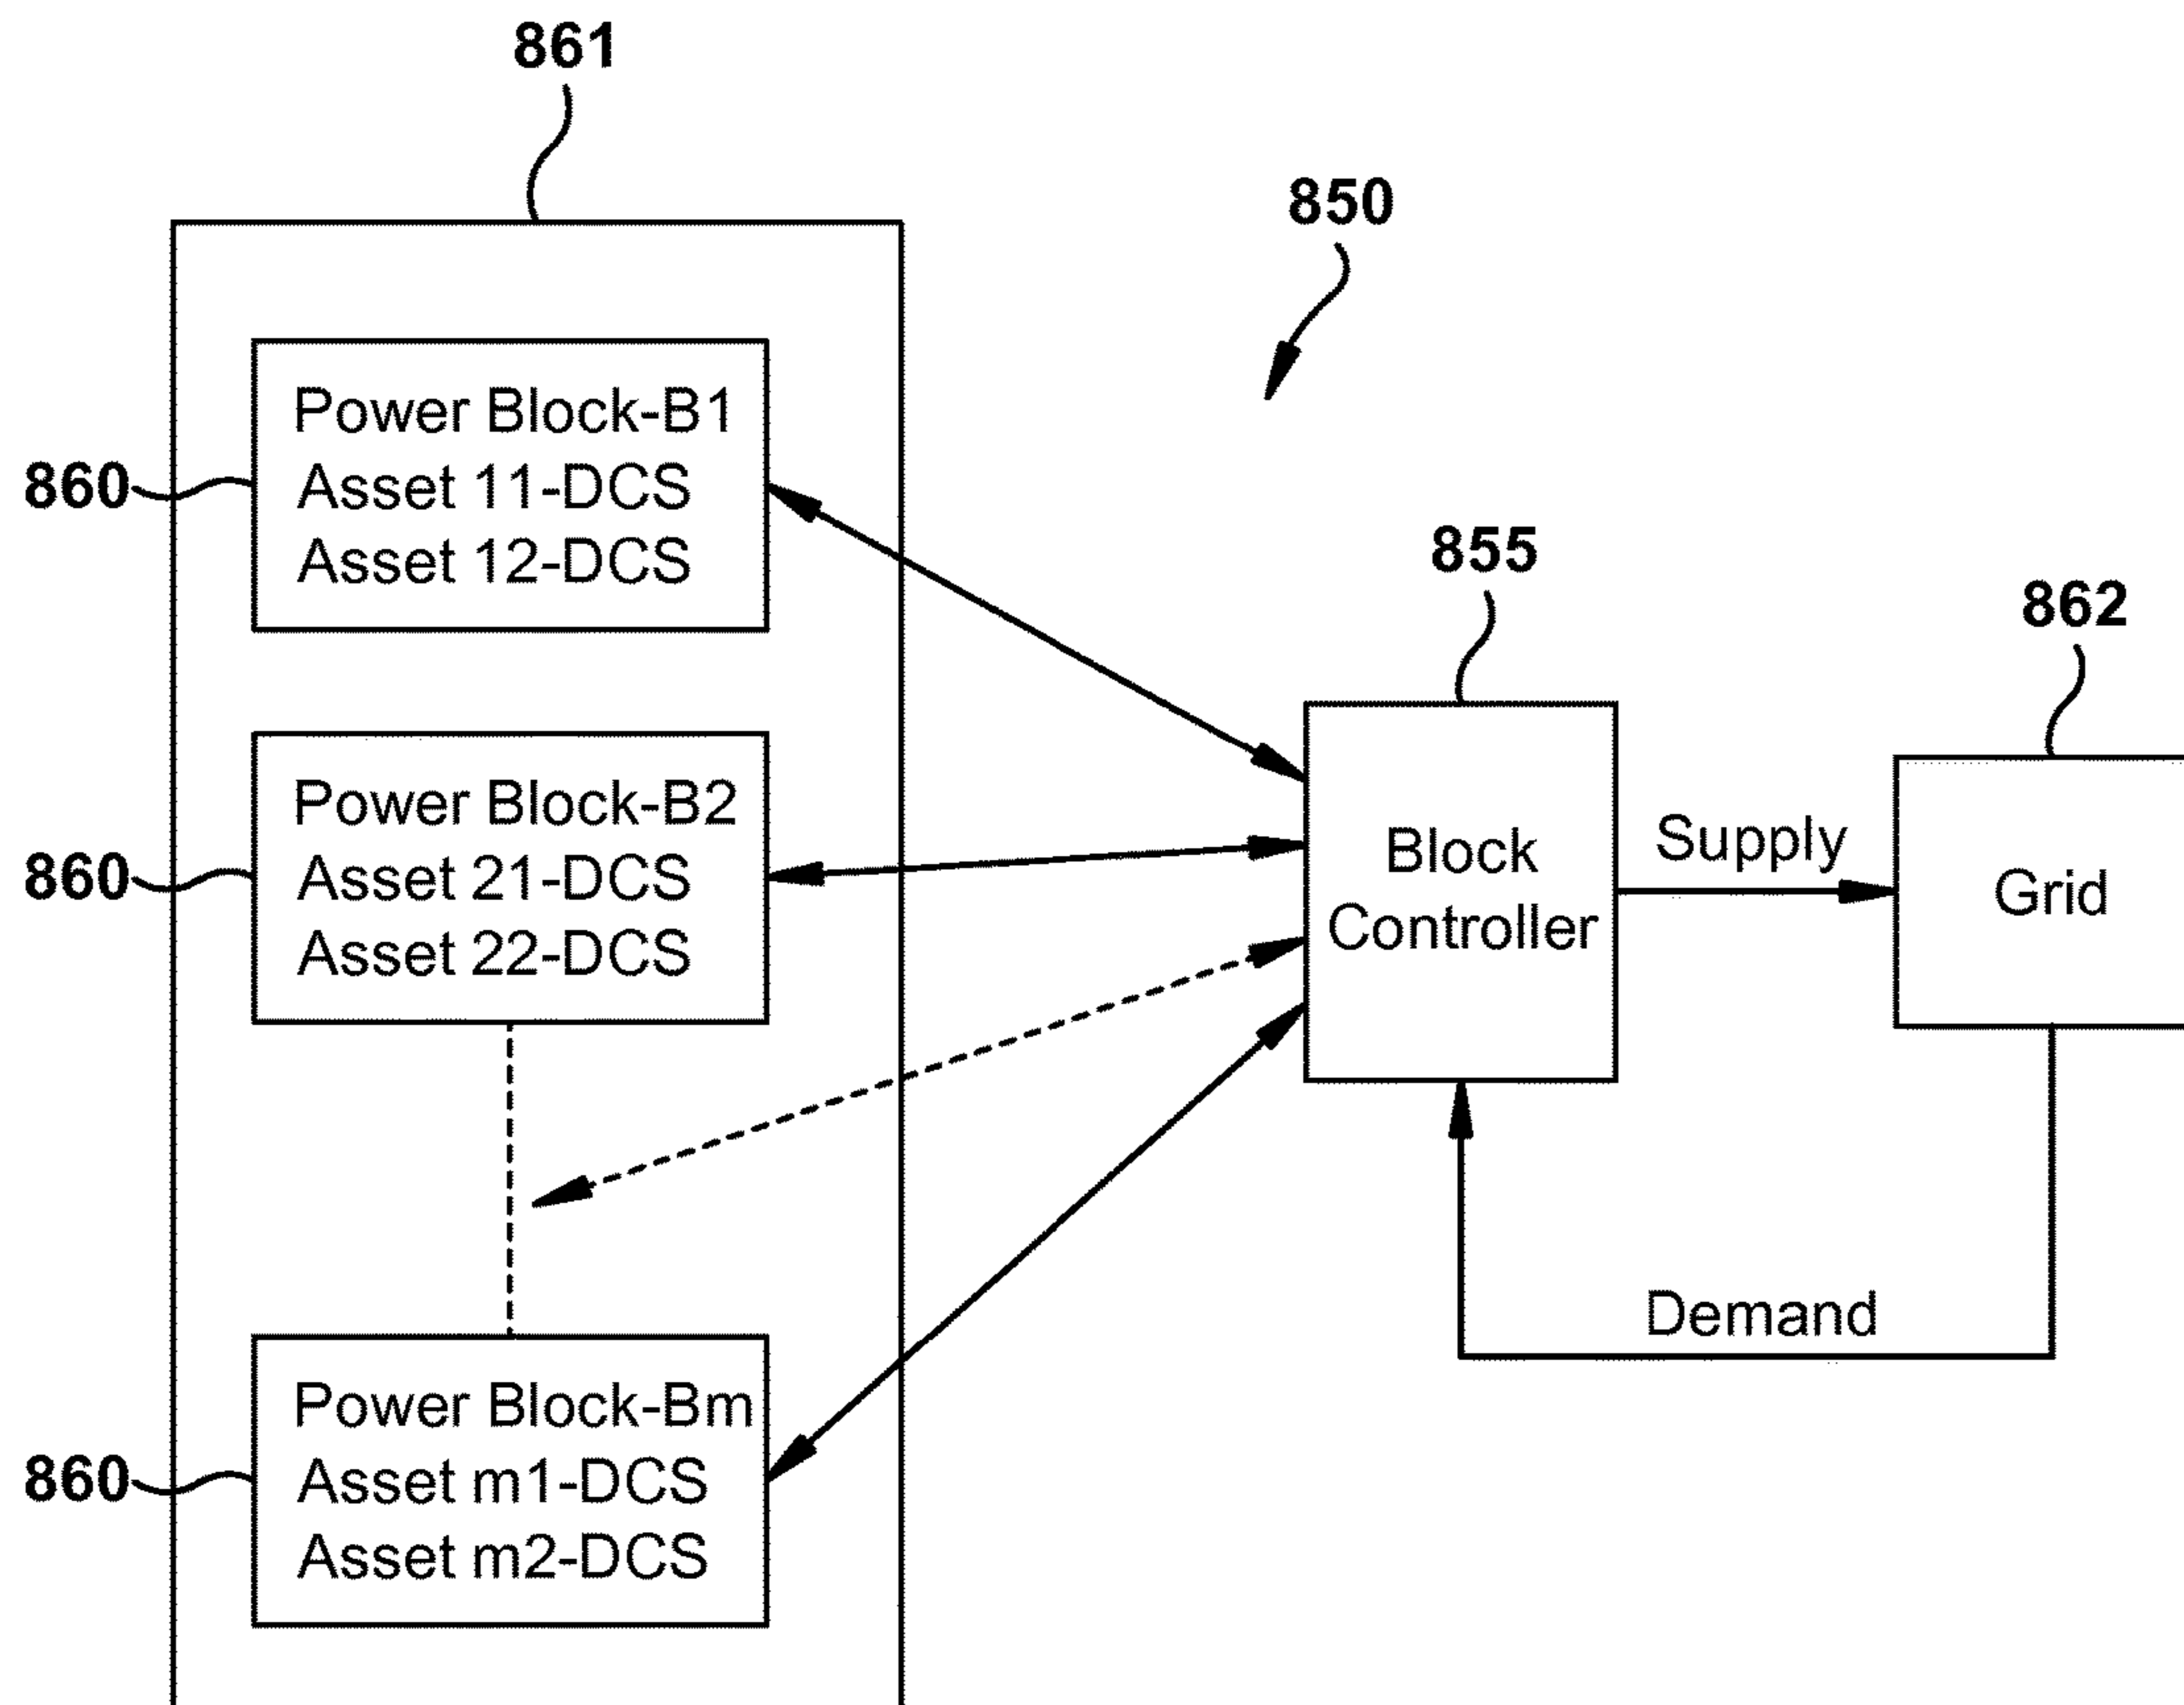 861
850
860
Power Block-B1
Asset 11-DCS
Asset 12-DCS
855
862
860
Power Block-B2
Asset 21-DCS
Asset 22-DCS
Block
Controller
Supply
Grid
Demand
860
Power Block-Bm
Asset m1-DCS
Asset m2-DCS